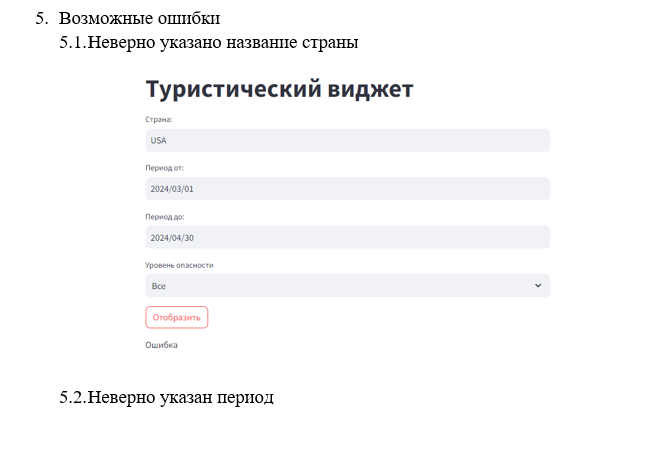 5. Возможные ошибки
5.1.Неверно указано название страны
Туристический виджет
Страна:
USA
Период от:
2024/03/01
Период до:
2024/04/30
Уровень опасности
Все
Отобразить
Ошибка
5.2.Неверно указан период